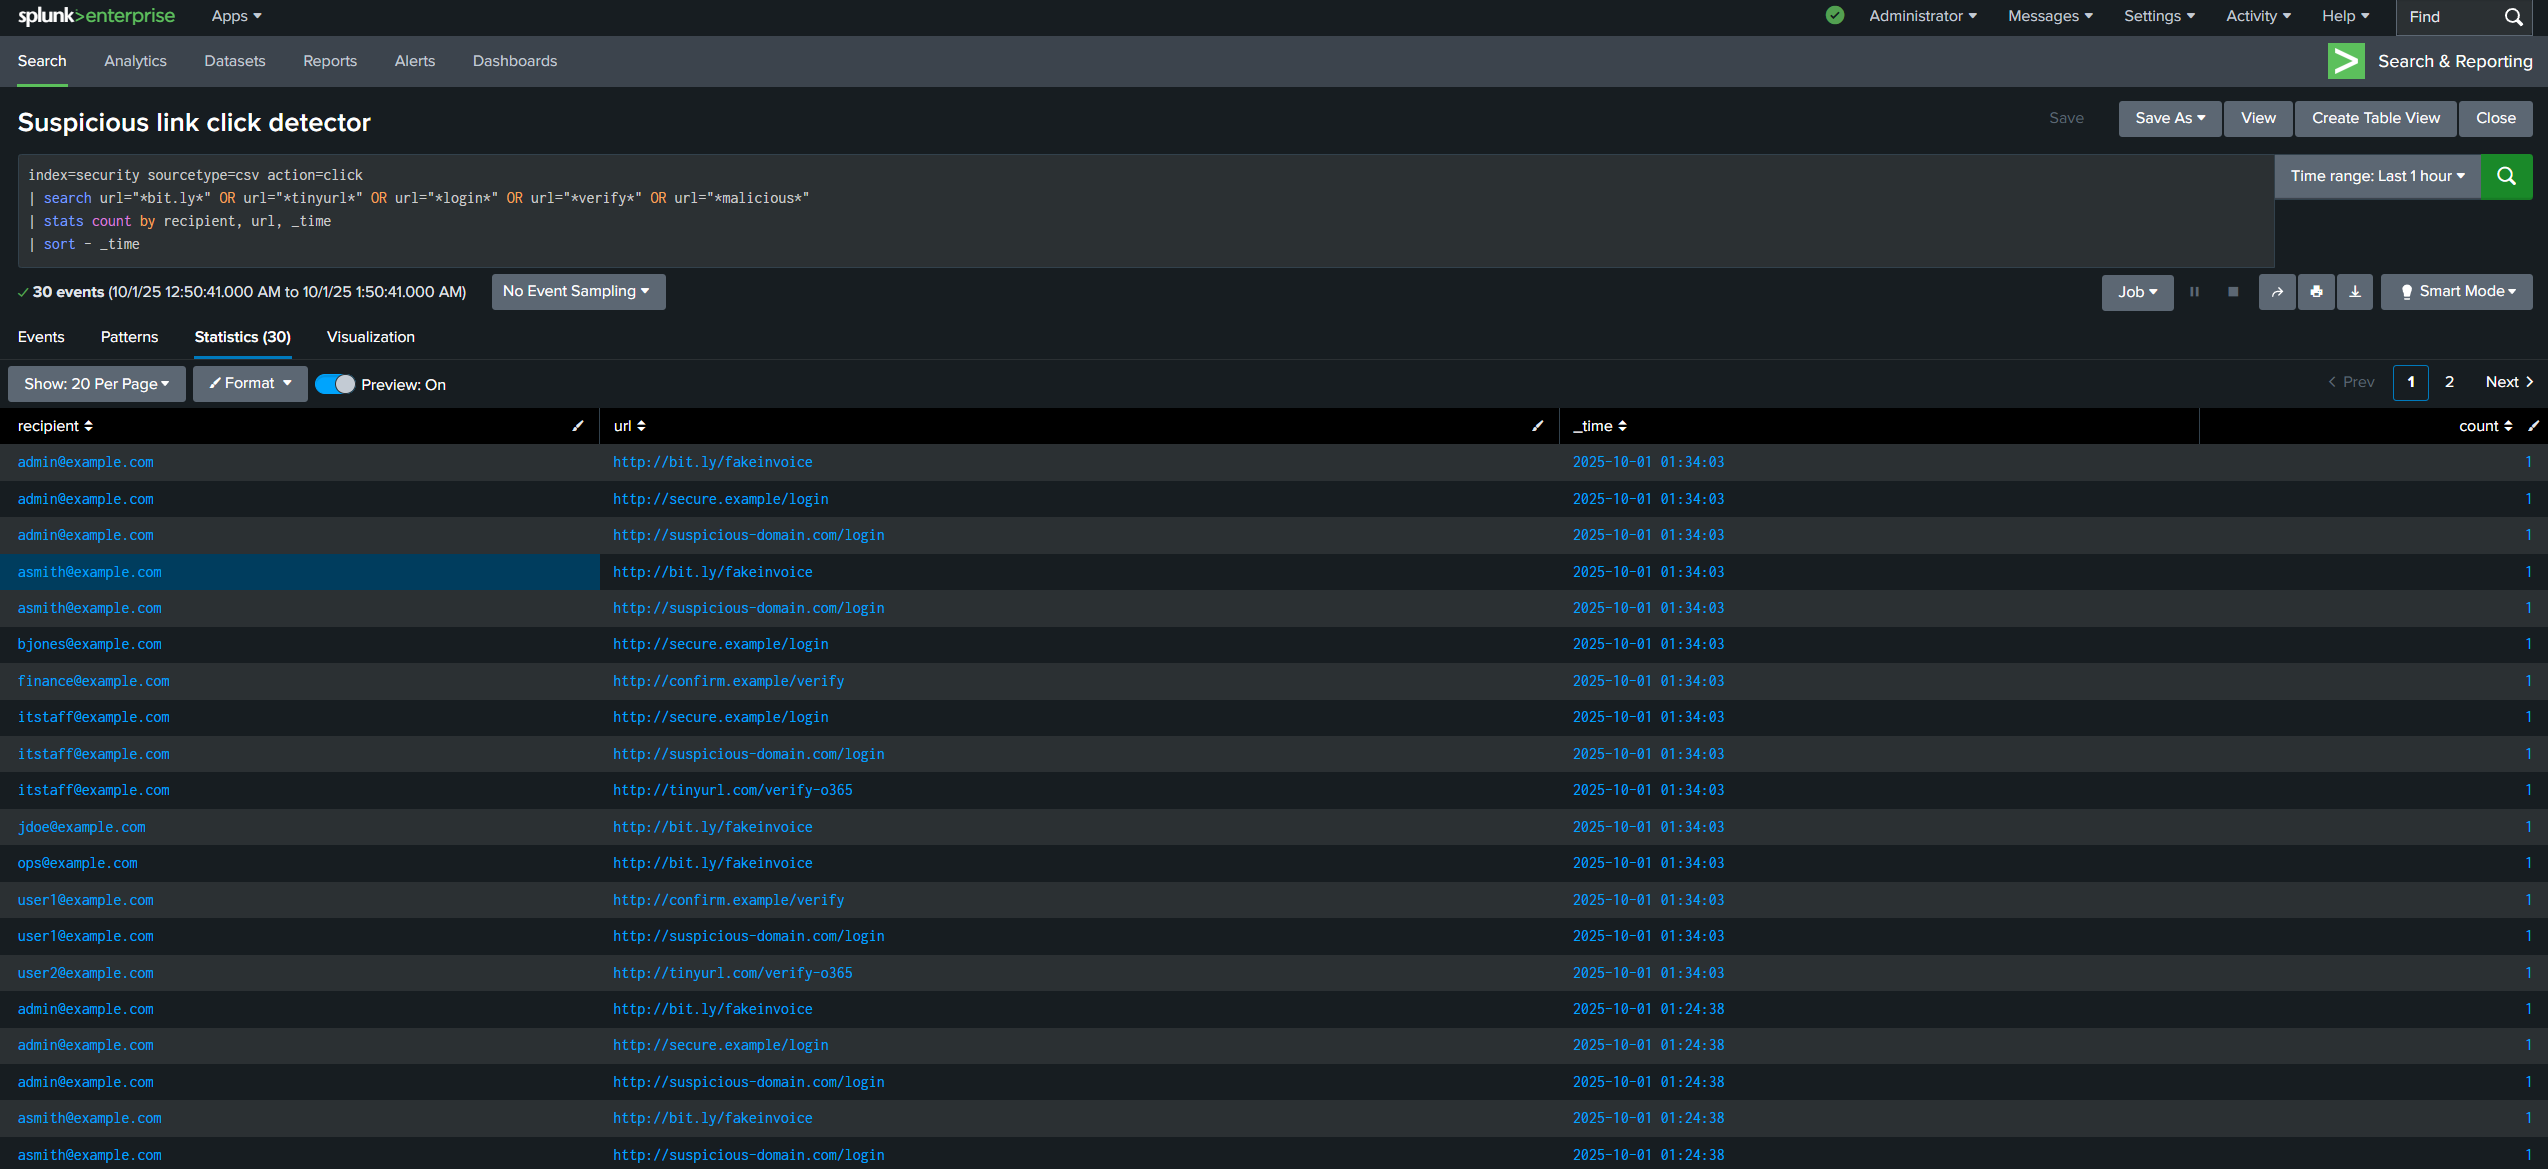 splunk>enterprise Apps Administrator Messages Settings Activity Help Find
Search Analytics Datasets Reports Alerts Dashboards Search & Reporting
Suspicious link click detector Save Save As View Create Table View Close
index=security sourcetype=csv action=click
| search url="*bit.ly*" OR url="*tinyurl*" OR url="*login*" OR url="*verify*" OR url="*malicious*"
| stats count by recipient, url, _time
| sort - _time
Time range: Last 1 hour
30 events (10/1/25 12:50:41.000 AM to 10/1/25 1:50:41.000 AM) No Event Sampling Job Smart Mode
Events Patterns Statistics (30) Visualization
Show: 20 Per Page Format Preview: On < Prev 1 2 Next >
recipient url _time count
admin@example.com http://bit.ly/fakeinvoice 2025-10-01 01:34:03 1
admin@example.com http://secure.example/login 2025-10-01 01:34:03 1
admin@example.com http://suspicious-domain.com/login 2025-10-01 01:34:03 1
asmith@example.com http://bit.ly/fakeinvoice 2025-10-01 01:34:03 1
asmith@example.com http://suspicious-domain.com/login 2025-10-01 01:34:03 1
bjones@example.com http://secure.example/login 2025-10-01 01:34:03 1
finance@example.com http://confirm.example/verify 2025-10-01 01:34:03 1
itstaff@example.com http://secure.example/login 2025-10-01 01:34:03 1
itstaff@example.com http://suspicious-domain.com/login 2025-10-01 01:34:03 1
itstaff@example.com http://tinyurl.com/verify-o365 2025-10-01 01:34:03 1
jdoe@example.com http://bit.ly/fakeinvoice 2025-10-01 01:34:03 1
ops@example.com http://bit.ly/fakeinvoice 2025-10-01 01:34:03 1
user1@example.com http://confirm.example/verify 2025-10-01 01:34:03 1
user1@example.com http://suspicious-domain.com/login 2025-10-01 01:34:03 1
user2@example.com http://tinyurl.com/verify-o365 2025-10-01 01:34:03 1
admin@example.com http://bit.ly/fakeinvoice 2025-10-01 01:24:38 1
admin@example.com http://secure.example/login 2025-10-01 01:24:38 1
admin@example.com http://suspicious-domain.com/login 2025-10-01 01:24:38 1
asmith@example.com http://bit.ly/fakeinvoice 2025-10-01 01:24:38 1
asmith@example.com http://suspicious-domain.com/login 2025-10-01 01:24:38 1